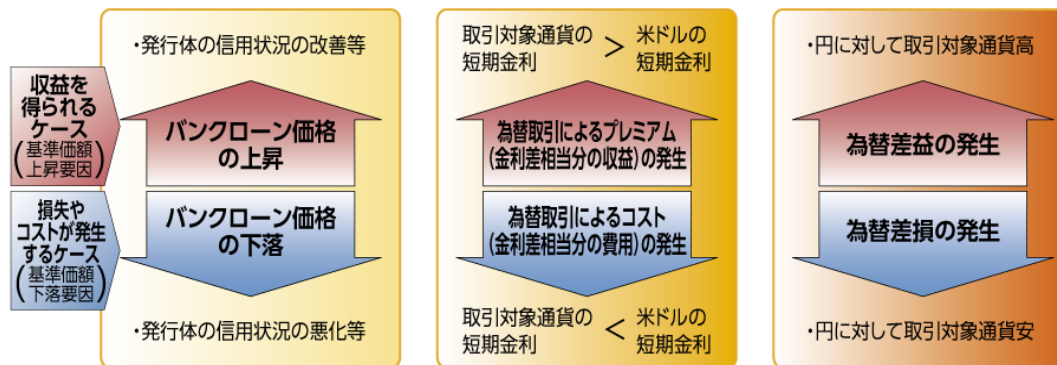 収益を
得られる
ケース
(基準価額
上昇要因)
損失や
コストが発生
するケース
(基準価額
下落要因)
・発行体の信用状況の改善等
バンクローン価格
の上昇
バンクローン価格
の下落
・発行体の信用状況の悪化等
取引対象通貨の > 米ドルの
短期金利 短期金利
為替取引によるプレミアム
(金利差相当分の収益)の発生
為替取引によるコスト
(金利差相当分の費用)の発生
取引対象通貨の < 米ドルの
短期金利 短期金利
・円に対して取引対象通貨高
為替差益の発生
為替差損の発生
・円に対して取引対象通貨安